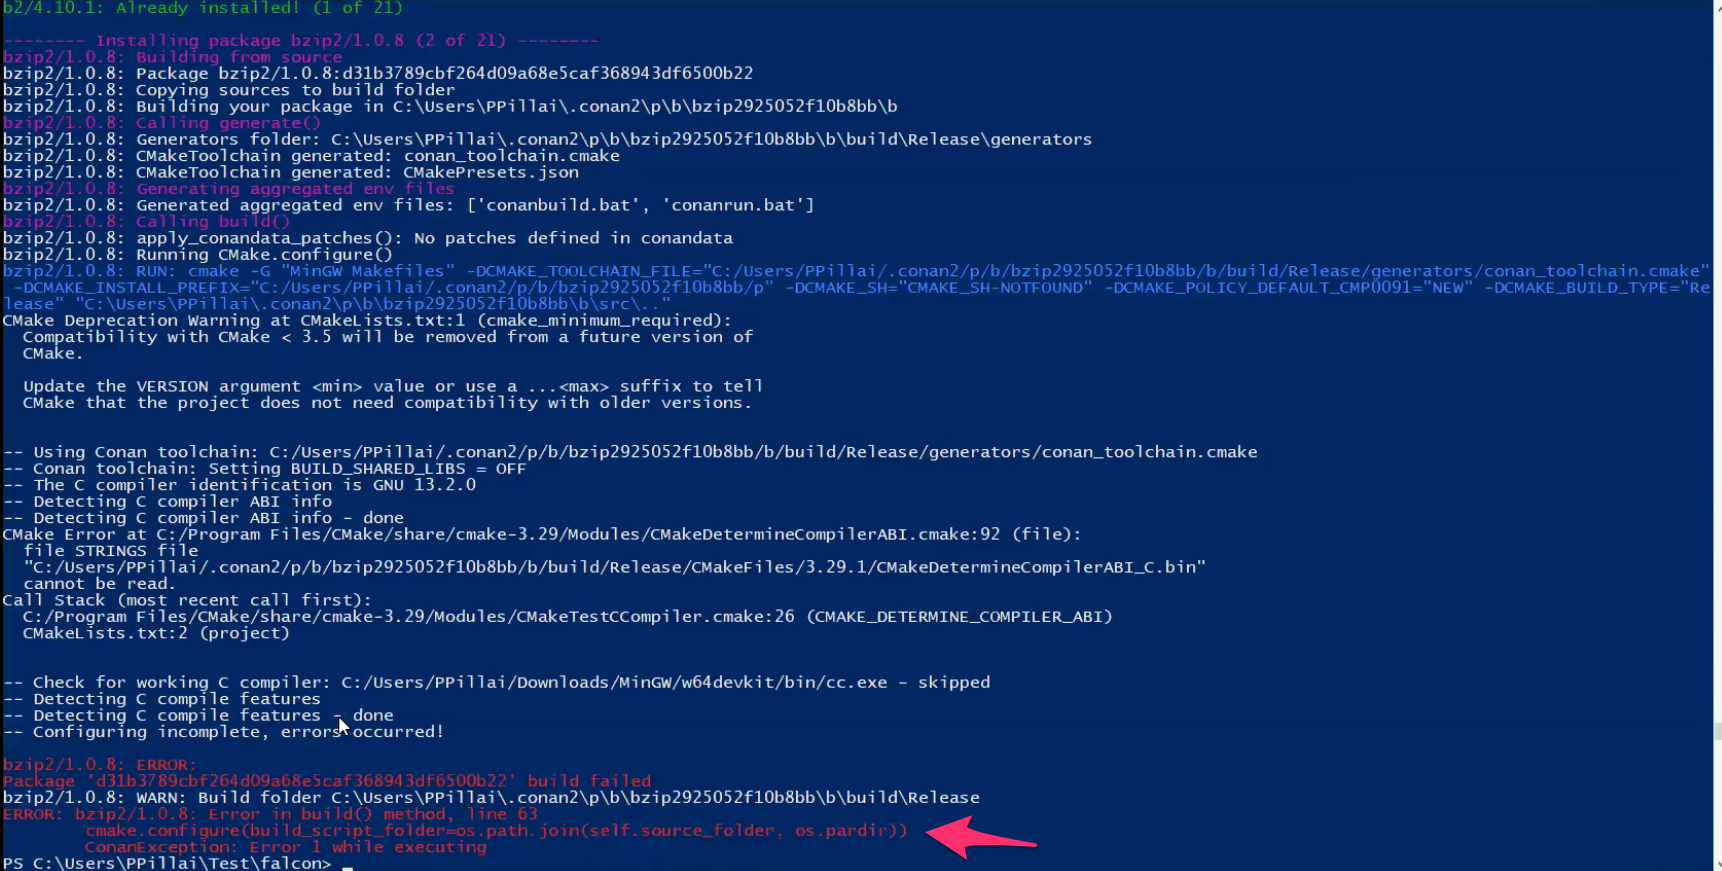 b2/4.10.1: Already installed! (1 of 21)
-------- Installing package bzip2/1.0.8 (2 of 21) --------
bzip2/1.0.8: Building from source
bzip2/1.0.8: Package bzip2/1.0.8:d31b3789cbf264d09a68e5caf368943df6500b22
bzip2/1.0.8: Copying sources to build folder
bzip2/1.0.8: Building your package in C:\Users\PPillai\.conan2\p\b\bzip2925052f10b8bb\b
bzip2/1.0.8: Calling generate()
bzip2/1.0.8: Generators folder: C:\Users\PPillai\.conan2\p\b\bzip2925052f10b8bb\b\build\Release\generators
bzip2/1.0.8: CMakeToolchain generated: conan_toolchain.cmake
bzip2/1.0.8: CMakeToolchain generated: CMakePresets.json
bzip2/1.0.8: Generating aggregated env files
bzip2/1.0.8: Generated aggregated env files: ['conanbuild.bat', 'conanrun.bat']
bzip2/1.0.8: Calling build()
bzip2/1.0.8: apply_conandata_patches(): No patches defined in conandata
bzip2/1.0.8: Running CMake.configure()
bzip2/1.0.8: RUN: cmake -G "MinGW Makefiles" -DCMAKE_TOOLCHAIN_FILE="C:/Users/PPillai/.conan2/p/b/bzip2925052f10b8bb/b/build/Release/generators/conan_toolchain.cmake"
-DCMAKE_INSTALL_PREFIX="C:/Users/PPillai/.conan2/p/b/bzip2925052f10b8bb/p" -DCMAKE_SH="CMAKE_SH-NOTFOUND" -DCMAKE_POLICY_DEFAULT_CMP0091="NEW" -DCMAKE_BUILD_TYPE="Re
lease" "C:\Users\PPillai\.conan2\p\b\bzip2925052f10b8bb\b\src\.."
CMake Deprecation Warning at CMakeLists.txt:1 (cmake_minimum_required):
Compatibility with CMake < 3.5 will be removed from a future version of
CMake.
Update the VERSION argument <min> value or use a ...<max> suffix to tell
CMake that the project does not need compatibility with older versions.
-- Using Conan toolchain: C:/Users/PPillai/.conan2/p/b/bzip2925052f10b8bb/b/build/Release/generators/conan_toolchain.cmake
-- Conan toolchain: Setting BUILD_SHARED_LIBS = OFF
-- The C compiler identification is GNU 13.2.0
-- Detecting C compiler ABI info
-- Detecting C compiler ABI info - done
CMake Error at C:/Program Files/CMake/share/cmake-3.29/Modules/CMakeDetermineCompilerABI.cmake:92 (file):
file STRINGS file
"C:/Users/PPillai/.conan2/p/b/bzip2925052f10b8bb/b/build/Release/CMakeFiles/3.29.1/CMakeDetermineCompilerABI_C.bin"
cannot be read.
Call Stack (most recent call first):
C:/Program Files/CMake/share/cmake-3.29/Modules/CMakeTestCCompiler.cmake:26 (CMAKE_DETERMINE_COMPILER_ABI)
CMakeLists.txt:2 (project)
-- Check for working C compiler: C:/Users/PPillai/Downloads/MinGW/w64devkit/bin/cc.exe - skipped
-- Detecting C compile features
-- Detecting C compile features - done
-- Configuring incomplete, errors occurred!
bzip2/1.0.8: ERROR:
Package 'd31b3789cbf264d09a68e5caf368943df6500b22' build failed
bzip2/1.0.8: WARN: Build folder C:\Users\PPillai\.conan2\p\b\bzip2925052f10b8bb\b\build\Release
ERROR: bzip2/1.0.8: Error in build() method, line 63
cmake.configure(build_script_folder=os.path.join(self.source_folder, os.pardir))
ConanException: Error 1 while executing
PS C:\Users\PPillai\Test\falcon> _